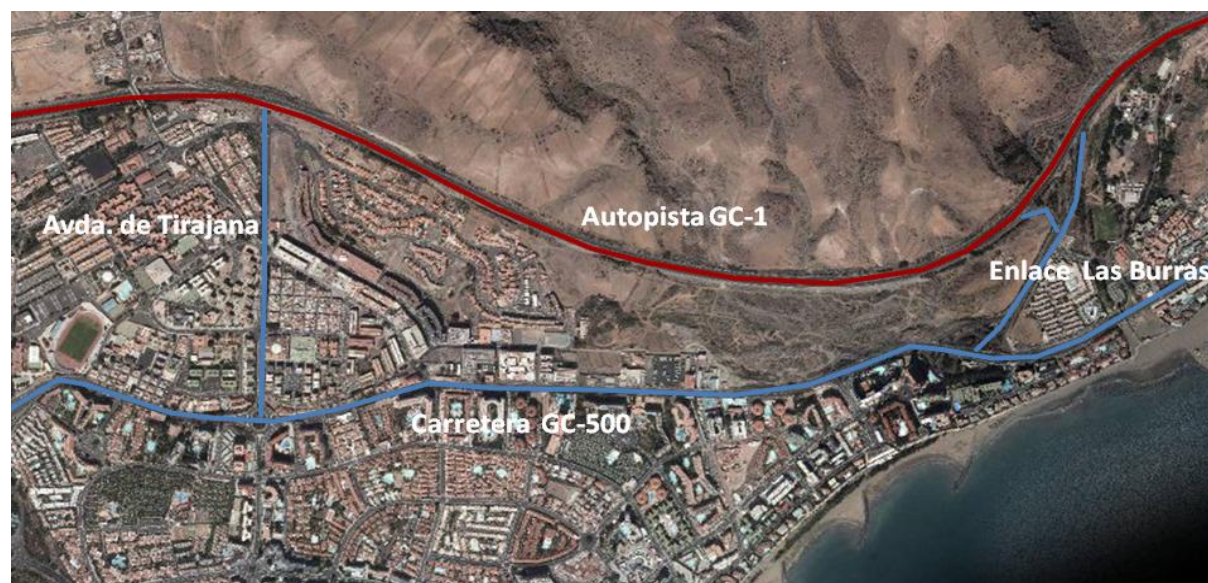 Autopista GC-1
Avda. de Tirajana
Enlace Las Burras
Carretera GC-500